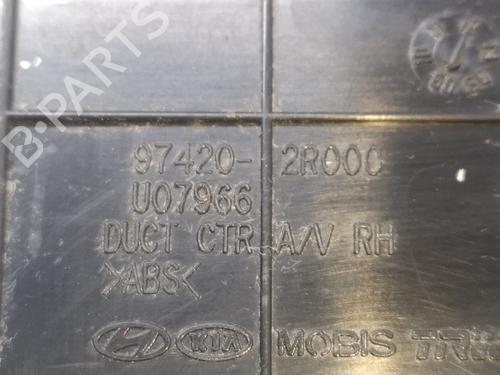 B-PARTS
97420- 2R000
U07966
DUCT CTR A/V RH
>ABS<
KIA MOBIS